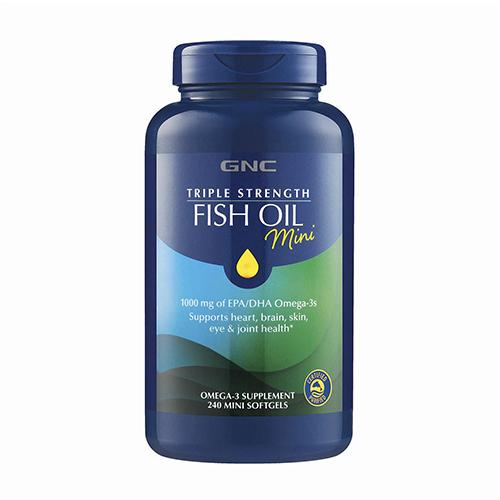 GNC
TRIPLE STRENGTH
FISH OIL
Mini
1000 mg of EPA/DHA Omega-3s
Supports heart, brain, skin,
eye & joint health*
OMEGA-3 SUPPLEMENT
240 MINI SOFTGELS
CERTIFIED